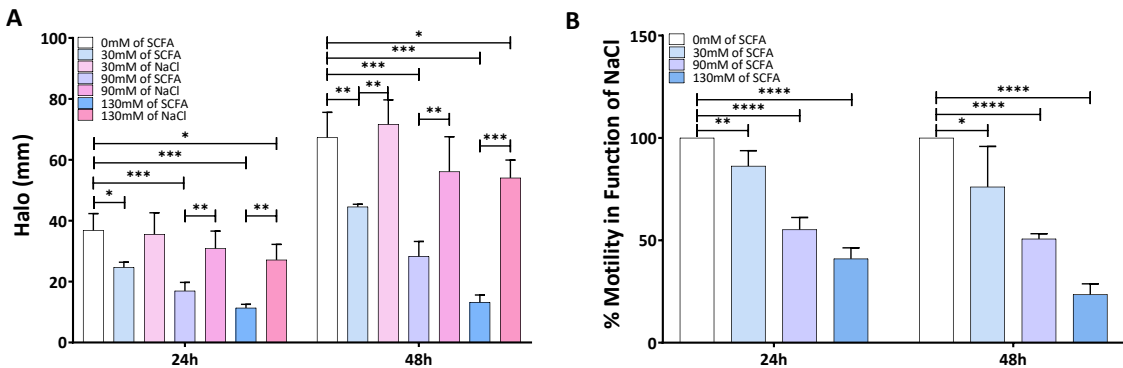 A
Halo (mm)
100
80
60
40
20
0
0mM of SCFA
30mM of SCFA
30mM of NaCl
90mM of SCFA
90mM of NaCl
130mM of SCFA
130mM of NaCl
*
***
***
*
**
**
*
***
***
**
**
**
***
24h
48h
B
% Motility in Function of NaCl
150
100
50
0
0mM of SCFA
30mM of SCFA
90mM of SCFA
130mM of SCFA
****
****
**
****
****
*
24h
48h